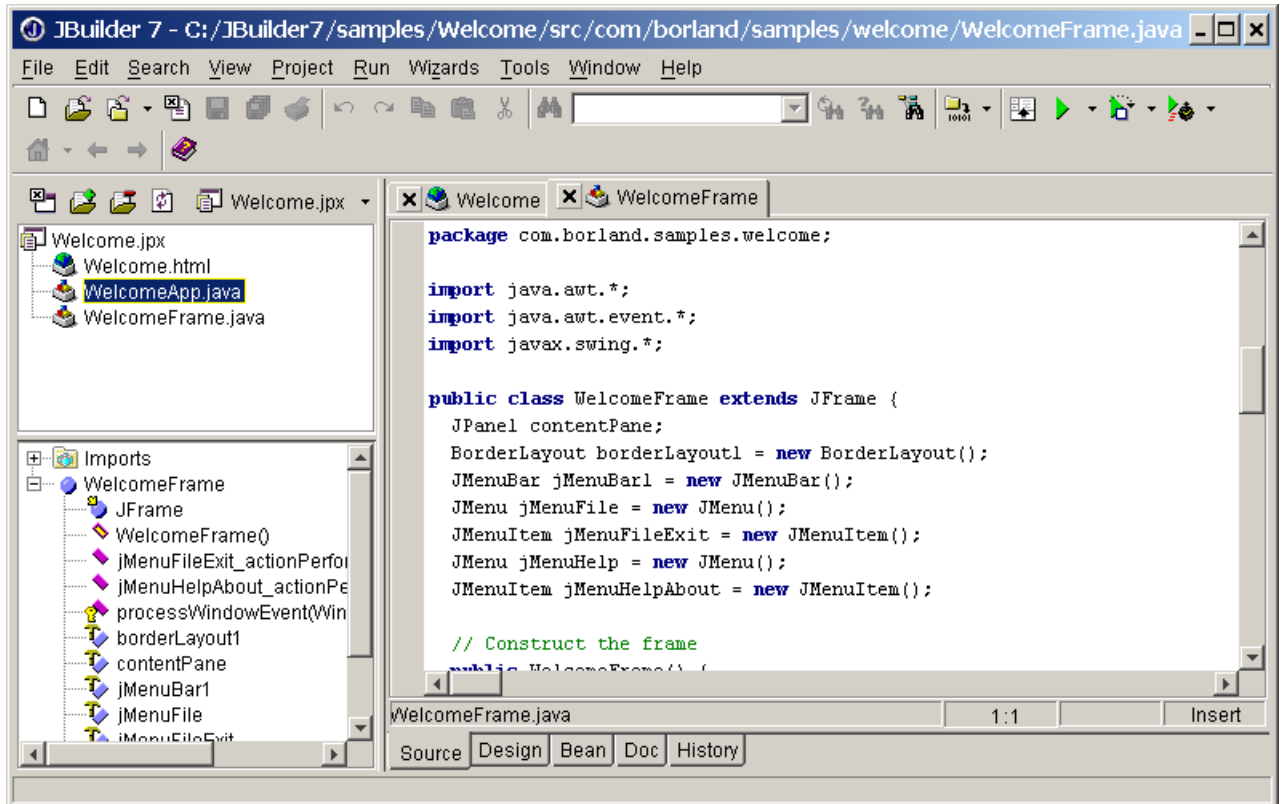 JBuilder 7 - C:/JBuilder7/samples/Welcome/src/com/borland/samples/welcome/WelcomeFrame.java
File Edit Search View Project Run Wizards Tools Window Help
Welcome.jpx
Welcome.jpx
Welcome.html
WelcomeApp.java
WelcomeFrame.java
Imports
WelcomeFrame
JFrame
WelcomeFrame()
jMenuFileExit_actionPerfor
jMenuHelpAbout_actionPe
processWindowEvent(Win
borderLayout1
contentPane
jMenuBar1
jMenuFile
jMenuFileExit
Welcome WelcomeFrame
package com.borland.samples.welcome;
import java.awt.*;
import java.awt.event.*;
import javax.swing.*;
public class WelcomeFrame extends JFrame {
JPanel contentPane;
BorderLayout borderLayout1 = new BorderLayout();
JMenuBar jMenuBar1 = new JMenuBar();
JMenu jMenuFile = new JMenu();
JMenuItem jMenuFileExit = new JMenuItem();
JMenu jMenuHelp = new JMenu();
JMenuItem jMenuHelpAbout = new JMenuItem();
// Construct the frame
public WelcomeFrame() {
WelcomeFrame.java 1:1 Insert
Source Design Bean Doc History